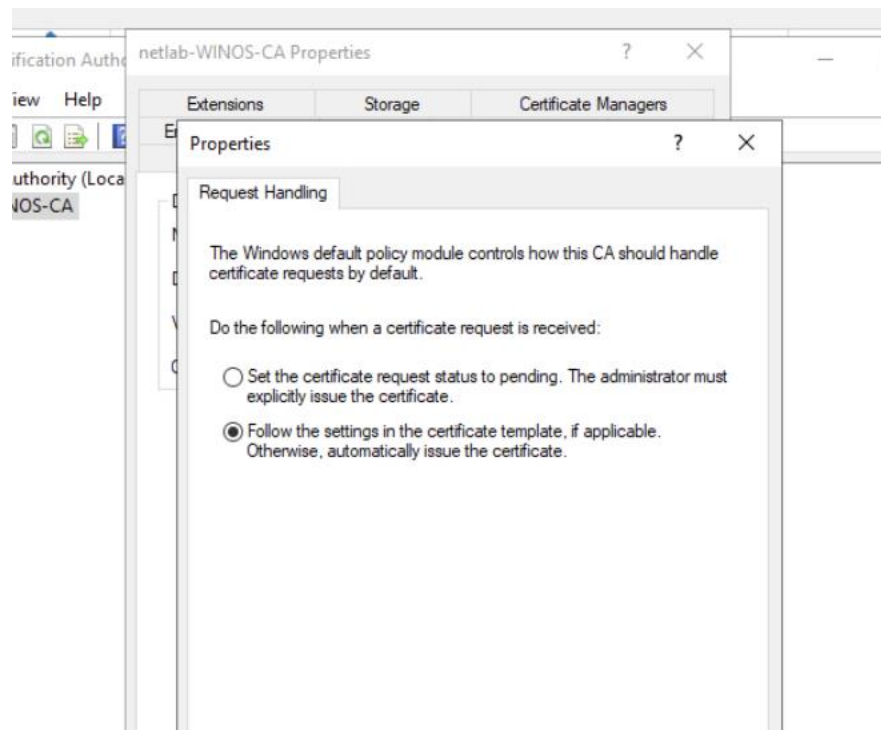 ification Autho
netlab-WINOS-CA Properties
?
iew Help
Extensions Storage Certificate Managers
Properties
?
uthority (Loca
NOS-CA
Request Handling
The Windows default policy module controls how this CA should handle
certificate requests by default.
Do the following when a certificate request is received:
Set the certificate request status to pending. The administrator must
explicitly issue the certificate.
Follow the settings in the certificate template, if applicable.
Otherwise, automatically issue the certificate.